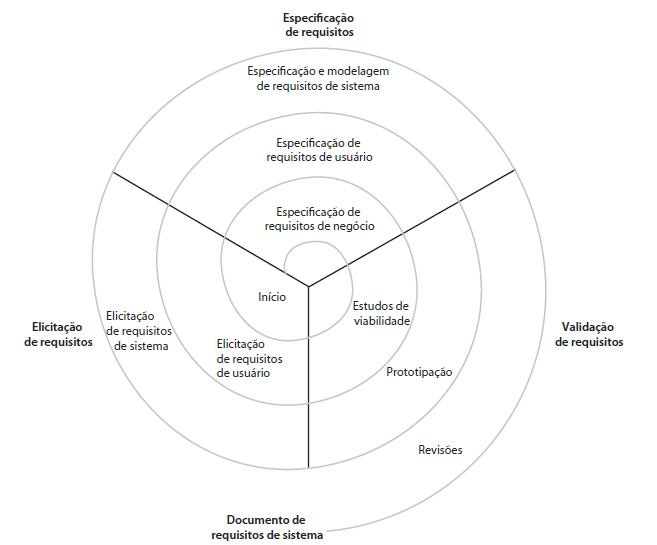 Especificação
de requisitos
Especificação e modelagem
de requisitos de sistema
Especificação de
requisitos de usuário
Especificação de
requisitos de negócio
Início
Estudos de
viabilidade
Elicitação
de requisitos
Elicitação
de requisitos
de sistema
Elicitação
de requisitos
de usuário
Validação
de requisitos
Prototipação
Revisões
Documento de
requisitos de sistema